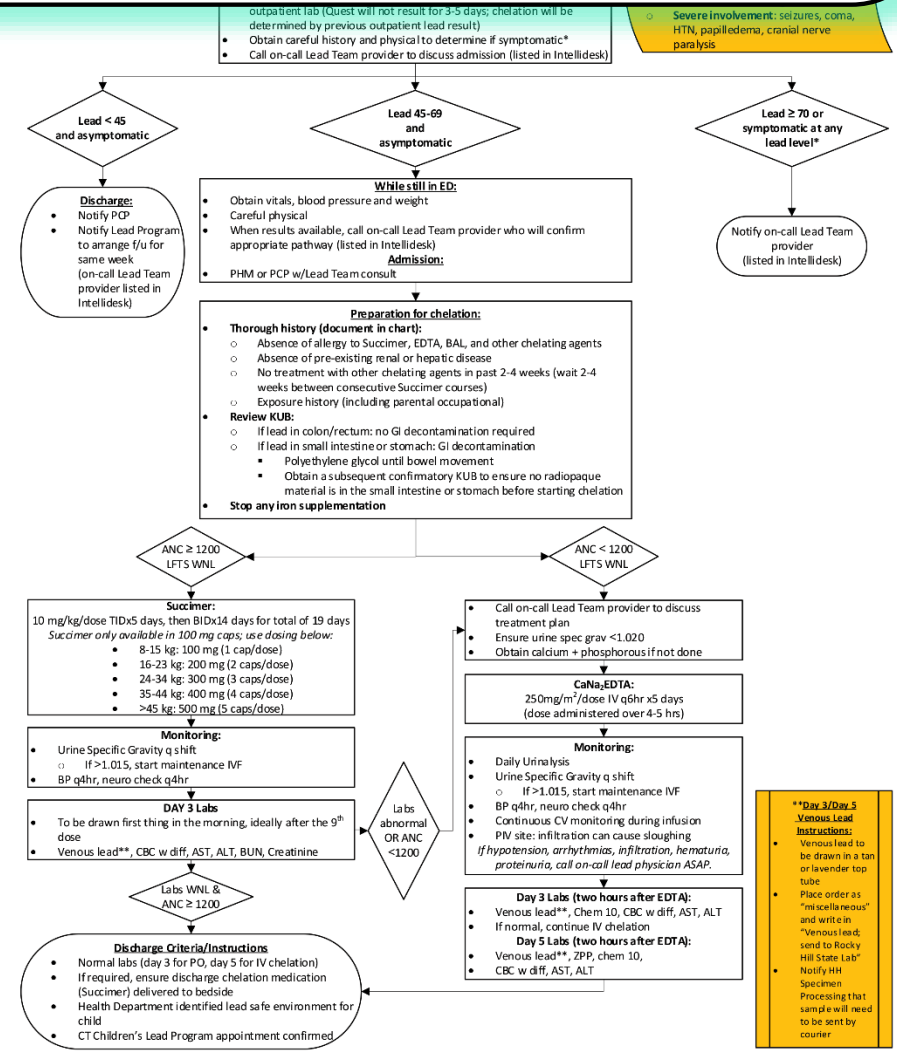 outpatient lab (Quest will not result for 3-5 days; chelation will be
determined by previous outpatient lead result)
• Obtain careful history and physical to determine if symptomatic*
• Call on-call Lead Team provider to discuss admission (listed in Intellidesk)
o Severe involvement: seizures, coma,
HTN, papilledema, cranial nerve
paralysis
Lead < 45
and asymptomatic
Lead 45-69
and
asymptomatic
Lead ≥ 70 or
symptomatic at any
lead level*
Discharge:
• Notify PCP
• Notify Lead Program
to arrange f/u for
same week
(on-call Lead Team
provider listed in
Intellidesk)
While still in ED:
• Obtain vitals, blood pressure and weight
• Careful physical
• When results available, call on-call Lead Team provider who will confirm
appropriate pathway (listed in Intellidesk)
Admission:
• PHM or PCP w/Lead Team consult
Notify on-call Lead Team
provider
(listed in Intellidesk)
Preparation for chelation:
• Thorough history (document in chart):
o Absence of allergy to Succimer, EDTA, BAL, and other chelating agents
o Absence of pre-existing renal or hepatic disease
o No treatment with other chelating agents in past 2-4 weeks (wait 2-4
weeks between consecutive Succimer courses)
o Exposure history (including parental occupational)
• Review KUB:
o If lead in colon/rectum: no GI decontamination required
o If lead in small intestine or stomach: GI decontamination
▪ Polyethylene glycol until bowel movement
▪ Obtain a subsequent confirmatory KUB to ensure no radiopaque
material is in the small intestine or stomach before starting chelation
• Stop any iron supplementation
ANC ≥ 1200
LFTS WNL
ANC < 1200
LFTS WNL
Succimer:
10 mg/kg/dose TIDx5 days, then BIDx14 days for total of 19 days
Succimer only available in 100 mg caps; use dosing below:
• 8-15 kg: 100 mg (1 cap/dose)
• 16-23 kg: 200 mg (2 caps/dose)
• 24-34 kg: 300 mg (3 caps/dose)
• 35-44 kg: 400 mg (4 caps/dose)
• >45 kg: 500 mg (5 caps/dose)
Monitoring:
• Urine Specific Gravity q shift
o If >1.015, start maintenance IVF
• BP q4hr, neuro check q4hr
DAY 3 Labs
• To be drawn first thing in the morning, ideally after the 9th
dose
• Venous lead**, CBC w diff, AST, ALT, BUN, Creatinine
Labs WNL &
ANC ≥ 1200
Labs
abnormal
OR ANC
<1200
• Call on-call Lead Team provider to discuss
treatment plan
• Ensure urine spec grav <1.020
• Obtain calcium + phosphorous if not done
CaNa₂EDTA:
250mg/m²/dose IV q6hr x5 days
(dose administered over 4-5 hrs)
Monitoring:
• Daily Urinalysis
• Urine Specific Gravity q shift
o If >1.015, start maintenance IVF
• BP q4hr, neuro check q4hr
• Continuous CV monitoring during infusion
• PIV site: infiltration can cause sloughing
If hypotension, arrhythmias, infiltration, hematuria,
proteinuria, call on-call lead physician ASAP.
Day 3 Labs (two hours after EDTA):
• Venous lead**, Chem 10, CBC w diff, AST, ALT
• If normal, continue IV chelation
Day 5 Labs (two hours after EDTA):
• Venous lead**, ZPP, chem 10,
• CBC w diff, AST, ALT
Discharge Criteria/Instructions
• Normal labs (day 3 for PO, day 5 for IV chelation)
• If required, ensure discharge chelation medication
(Succimer) delivered to bedside
• Health Department identified lead safe environment for
child
• CT Children's Lead Program appointment confirmed
**Day 3/Day 5
Venous Lead
Instructions:
• Venous lead to
be drawn in a tan
or lavender top
tube
• Place order as
"miscellaneous"
and write in
"Venous lead;
send to Rocky
Hill State Lab"
• Notify HH
Specimen
Processing that
sample will need
to be sent by
courier